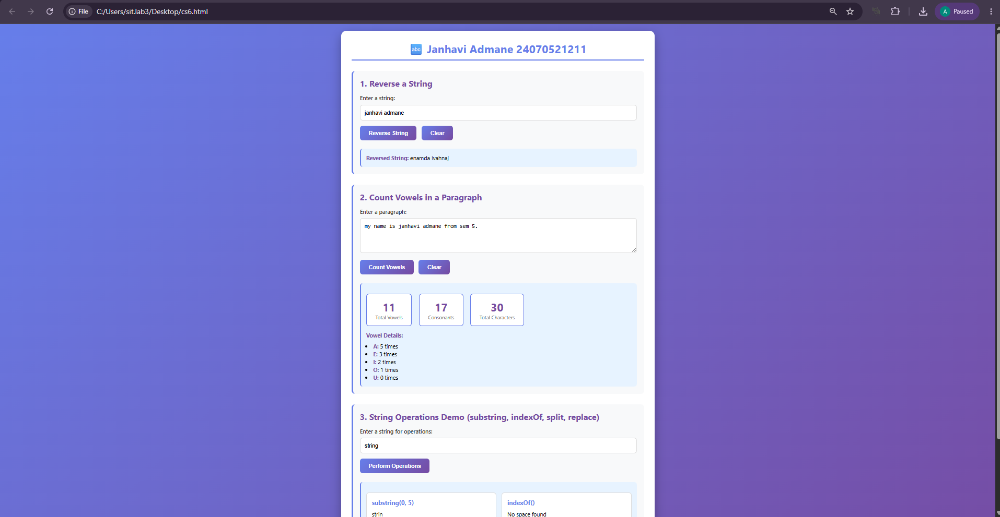 File C:/Users/sit.lab3/Desktop/cs6.html A Paused
abc Janhavi Admane 24070521211
1. Reverse a String
Enter a string:
janhavi admane
Reverse String Clear
Reversed String: enamda ivahnaj
2. Count Vowels in a Paragraph
Enter a paragraph:
my name is janhavi admane from sem 5.
Count Vowels Clear
11 17 30
Total Vowels Consonants Total Characters
Vowel Details:
A: 5 times
E: 3 times
I: 2 times
O: 1 times
U: 0 times
3. String Operations Demo (substring, indexOf, split, replace)
Enter a string for operations:
string
Perform Operations
substring(0, 5) indexOf()
strin No space found